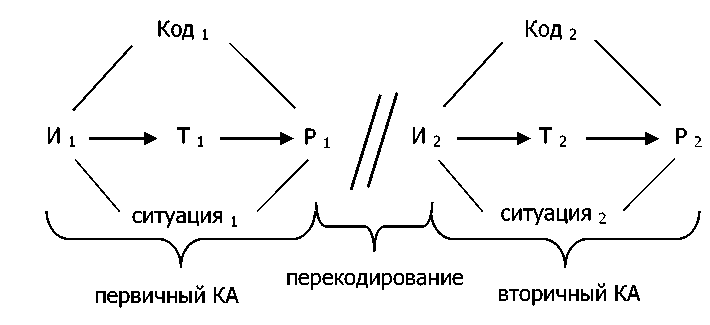 Код 1 Код 2
И 1 Т 1 Р 1 И 2 Т 2 Р 2
ситуация 1 ситуация 2
перекодирование
первичный КА вторичный КА